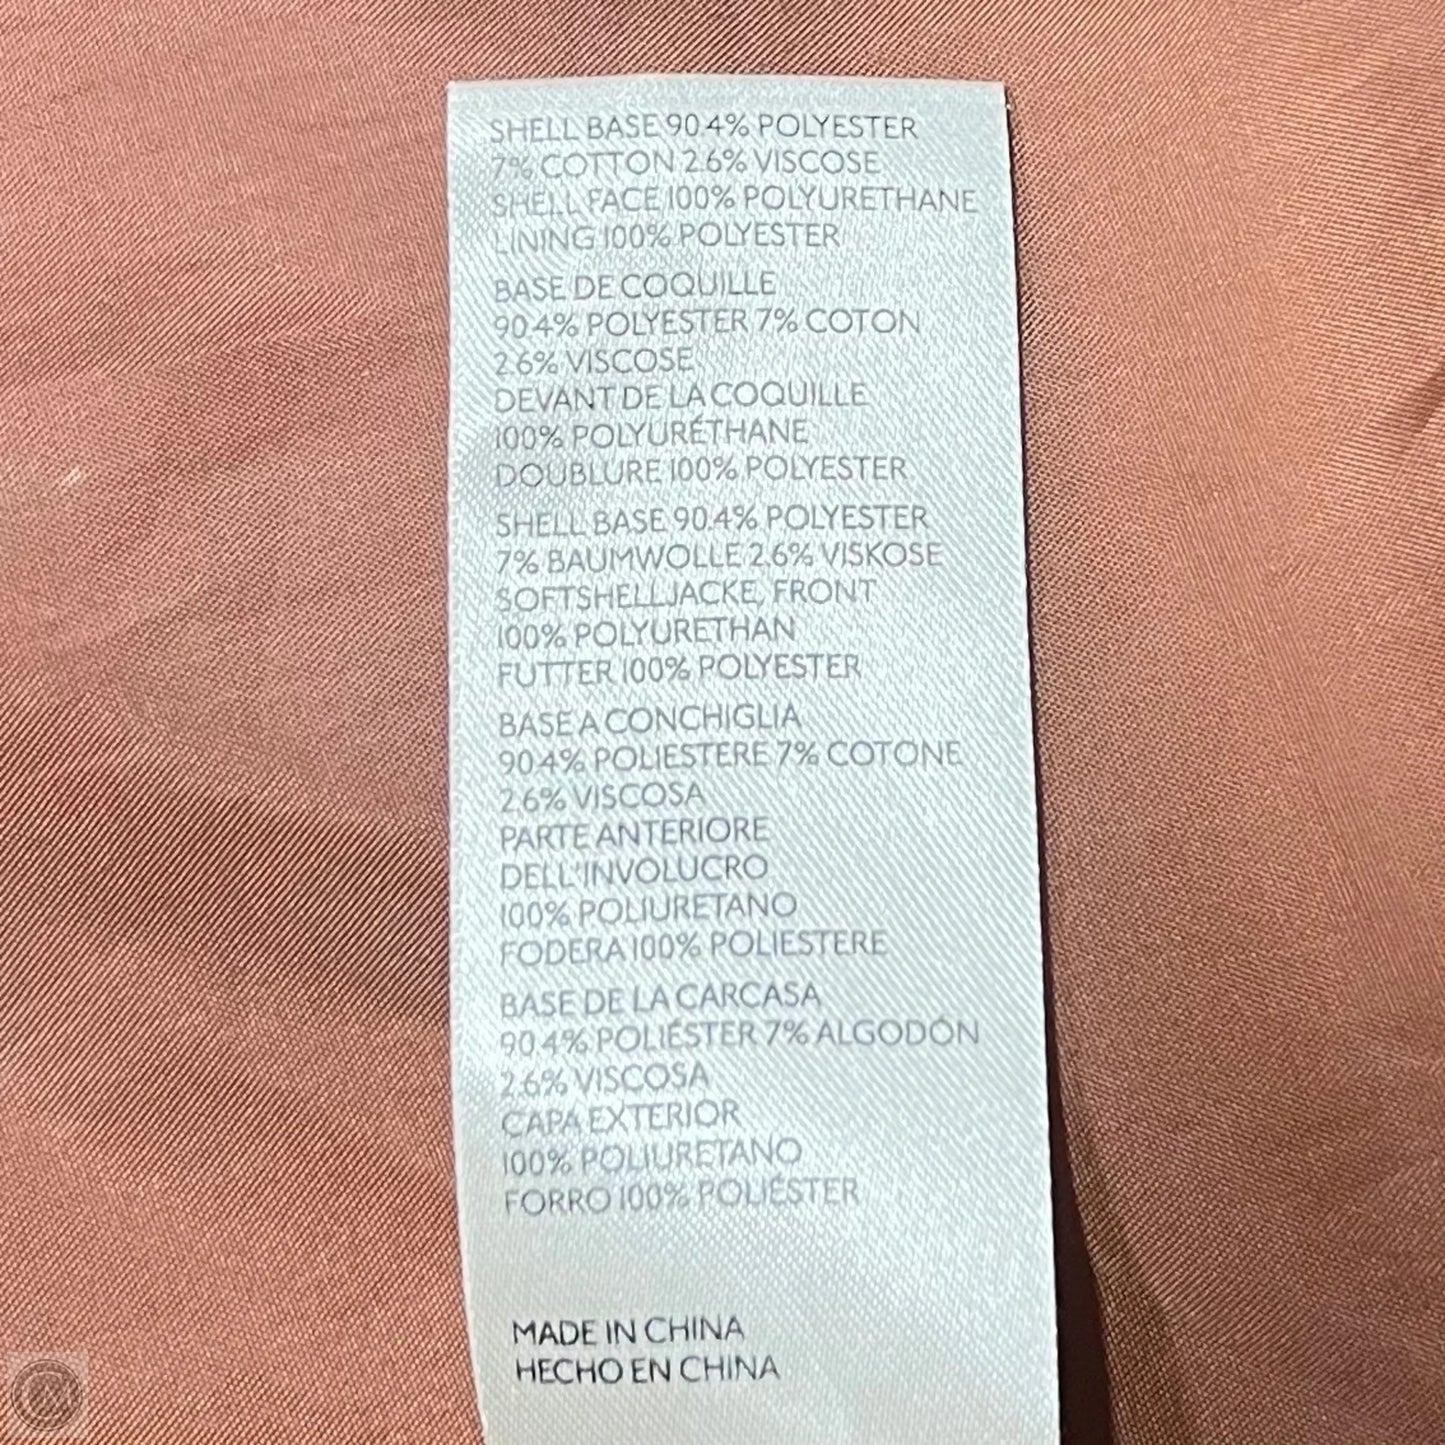 SHELL BASE 90.4% POLYESTER
7% COTTON 2.6% VISCOSE
SHELL FACE 100% POLYURETHANE
LINING 100% POLYESTER
BASE DE COQUILLE
90.4% POLYESTER 7% COTON
2.6% VISCOSE
DEVANT DE LA COQUILLE
100% POLYURÉTHANE
DOUBLURE 100% POLYESTER
SHELL BASE 90.4% POLYESTER
7% BAUMWOLLE 2.6% VISKOSE
SOFTSHELLJACKE, FRONT
100% POLYURETHAN
FUTTER 100% POLYESTER
BASE A CONCHIGLIA
90.4% POLIESTERE 7% COTONE
2.6% VISCOSA
PARTE ANTERIORE
DELL'INVOLUCRO
100% POLIURETANO
FODERA 100% POLIESTERE
BASE DE LA CARCASA
90.4% POLIÉSTER 7% ALGODÓN
2.6% VISCOSA
CAPA EXTERIOR
100% POLIURETANO
FORRO 100% POLIÉSTER
MADE IN CHINA
HECHO EN CHINA